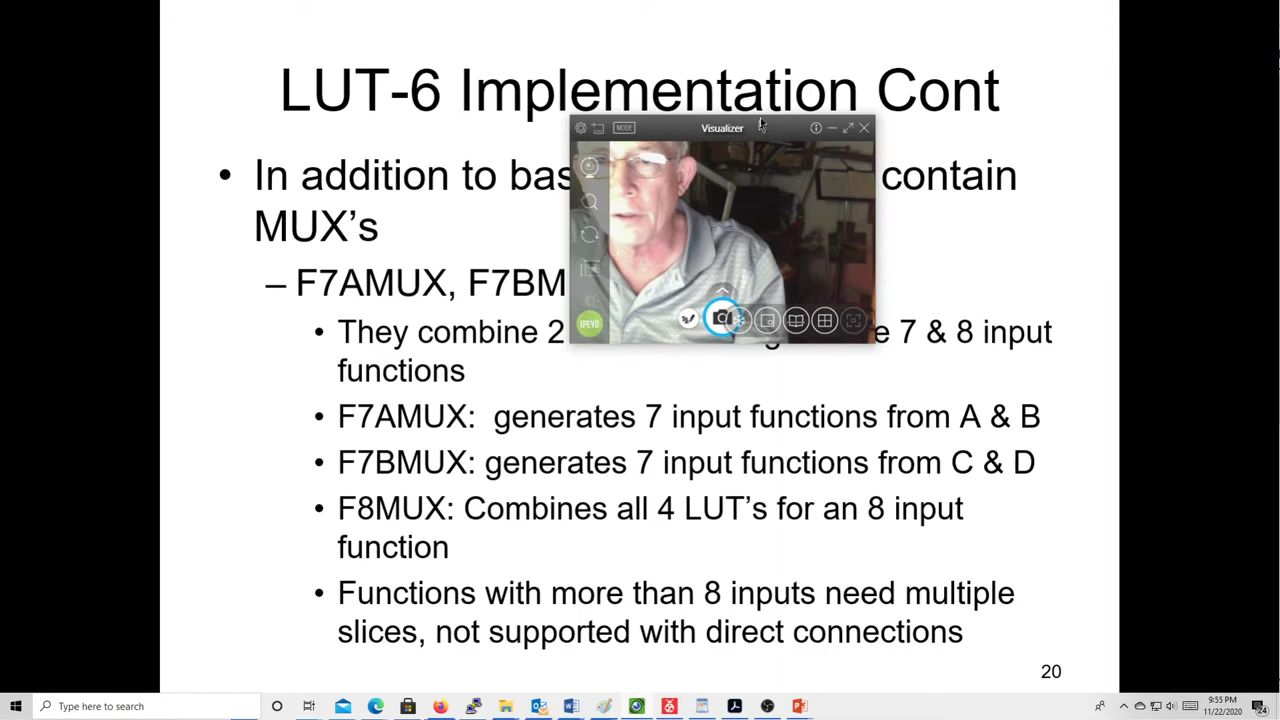 LUT-6 Implementation Cont
MODE
Visualizer
• In addition to bas contain
MUX's
– F7AMUX, F7BM
IPEVO
• They combine 2 e 7 & 8 input
functions
• F7AMUX: generates 7 input functions from A & B
• F7BMUX: generates 7 input functions from C & D
• F8MUX: Combines all 4 LUT's for an 8 input
function
• Functions with more than 8 inputs need multiple
slices, not supported with direct connections
20
Type here to search
9:55 PM
11/22/2020
24